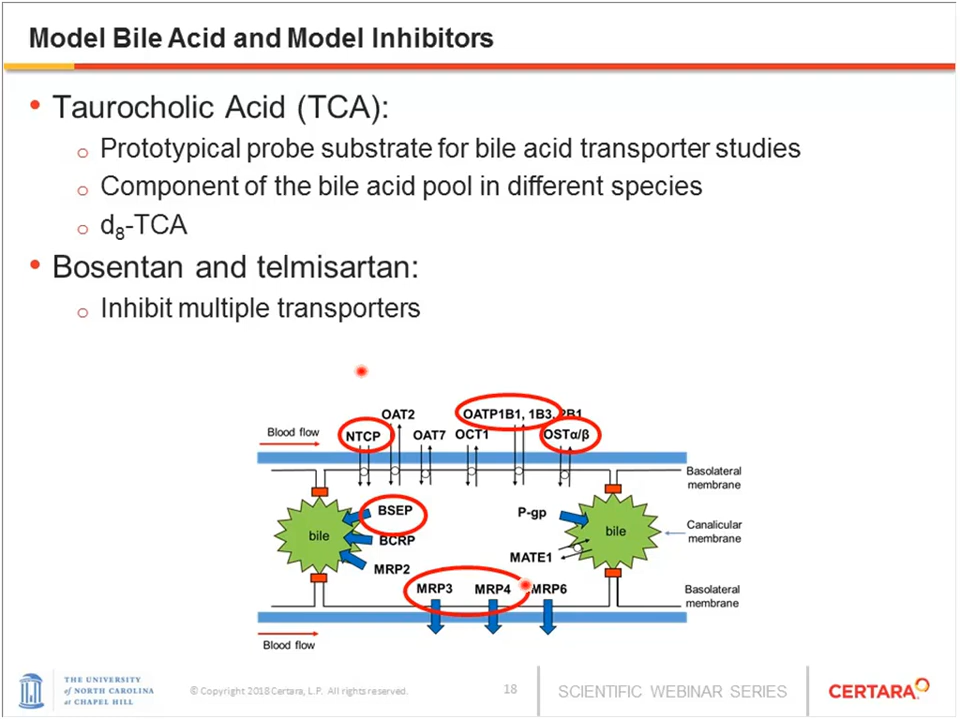 Model Bile Acid and Model Inhibitors
• Taurocholic Acid (TCA):
o Prototypical probe substrate for bile acid transporter studies
o Component of the bile acid pool in different species
o d8-TCA
• Bosentan and telmisartan:
o Inhibit multiple transporters
OAT2
OATP1B1, 1B3, 2B1
Blood flow
NTCP
OAT7
OCT1
OSTα/β
Basolateral
membrane
BSEP
P-gp
bile
BCRP
bile
Canalicular
membrane
MATE1
MRP2
MRP3
MRP4
MRP6
Basolateral
membrane
Blood flow
THE UNIVERSITY
of NORTH CAROLINA
at CHAPEL HILL
© Copyright 2018 Certara, L.P. All rights reserved.
18
SCIENTIFIC WEBINAR SERIES
CERTARA